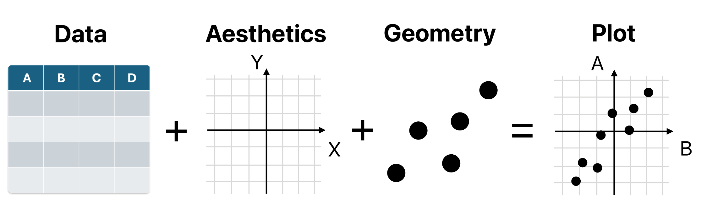 Data
Aesthetics
Geometry
Plot
A B C D
+
Y
X
+
=
A
B